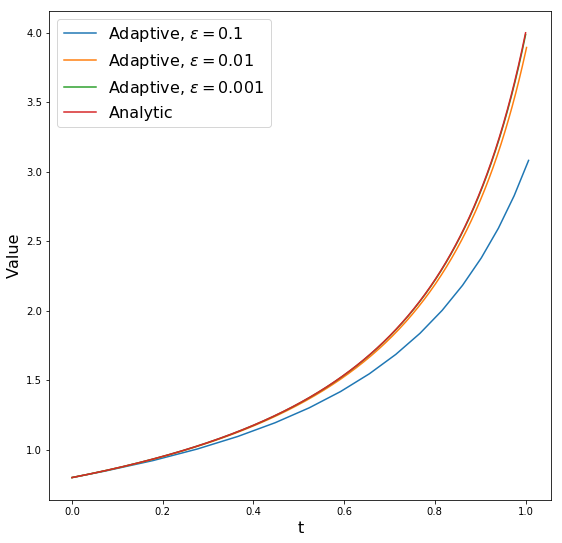 Adaptive, ε = 0.1
Adaptive, ε = 0.01
Adaptive, ε = 0.001
Analytic
4.0
3.5
3.0
2.5
2.0
1.5
1.0
Value
0.0 0.2 0.4 0.6 0.8 1.0
t